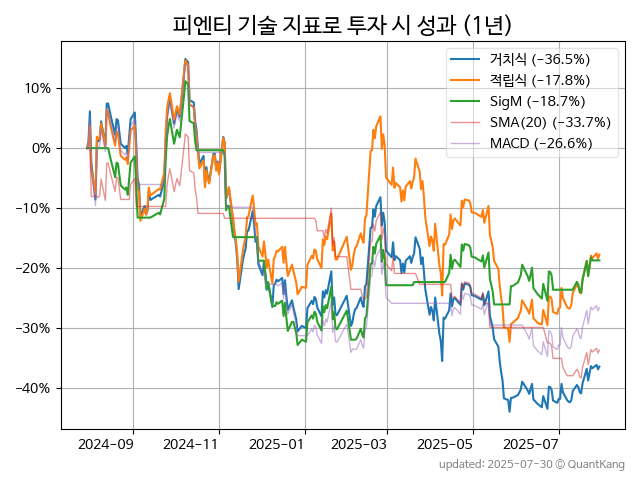 피엔티 기술 지표로 투자 시 성과 (1년)
거치식 (−36.5%)
적립식 (−17.8%)
SigM (−18.7%)
SMA(20) (−33.7%)
MACD (−26.6%)
10%
0%
−10%
−20%
−30%
−40%
2024-09
2024-11
2025-01
2025-03
2025-05
2025-07
updated: 2025-07-30 © QuantKang